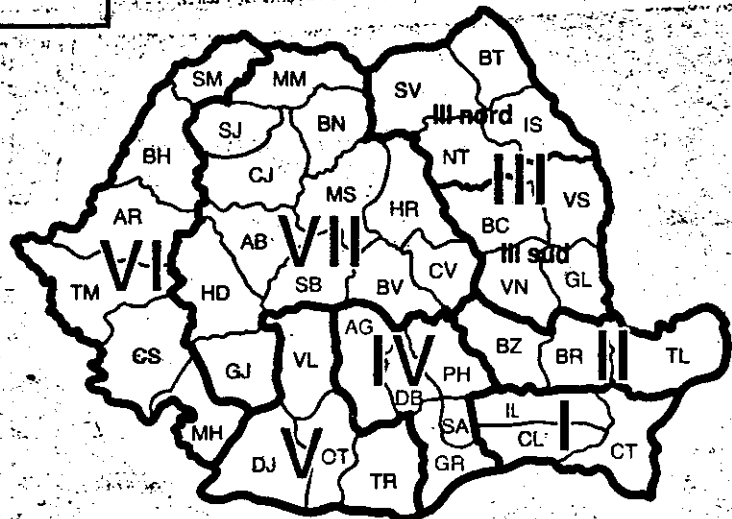 BT
SM
MM
SV
III nord
IS
SJ
BN
BH
NT
CJ
III
MS
VS
HR
AR
BC
AB
VII
VI
III sud
CV
TM
HD
SB
BV
VN
GL
AG
VL
BZ
BR
II
TL
CS
GJ
IV
PH
DB
IL
I
SA
CL
MH
CT
DJ
V
OT
GR
TR